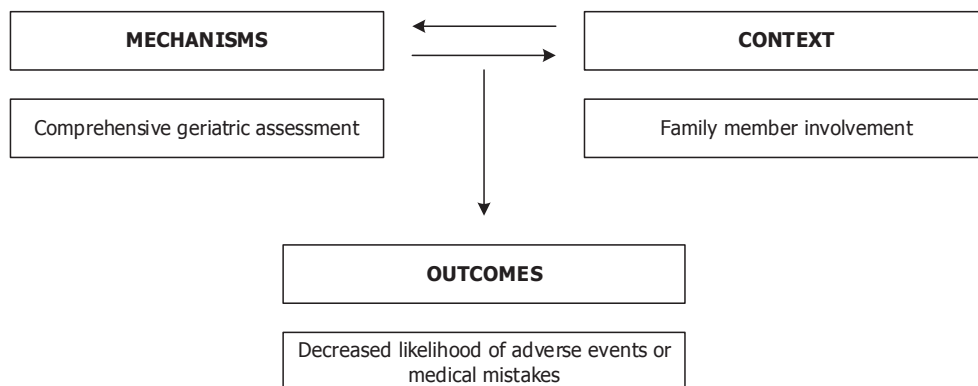 MECHANISMS
CONTEXT
Comprehensive geriatric assessment
Family member involvement
OUTCOMES
Decreased likelihood of adverse events or
medical mistakes